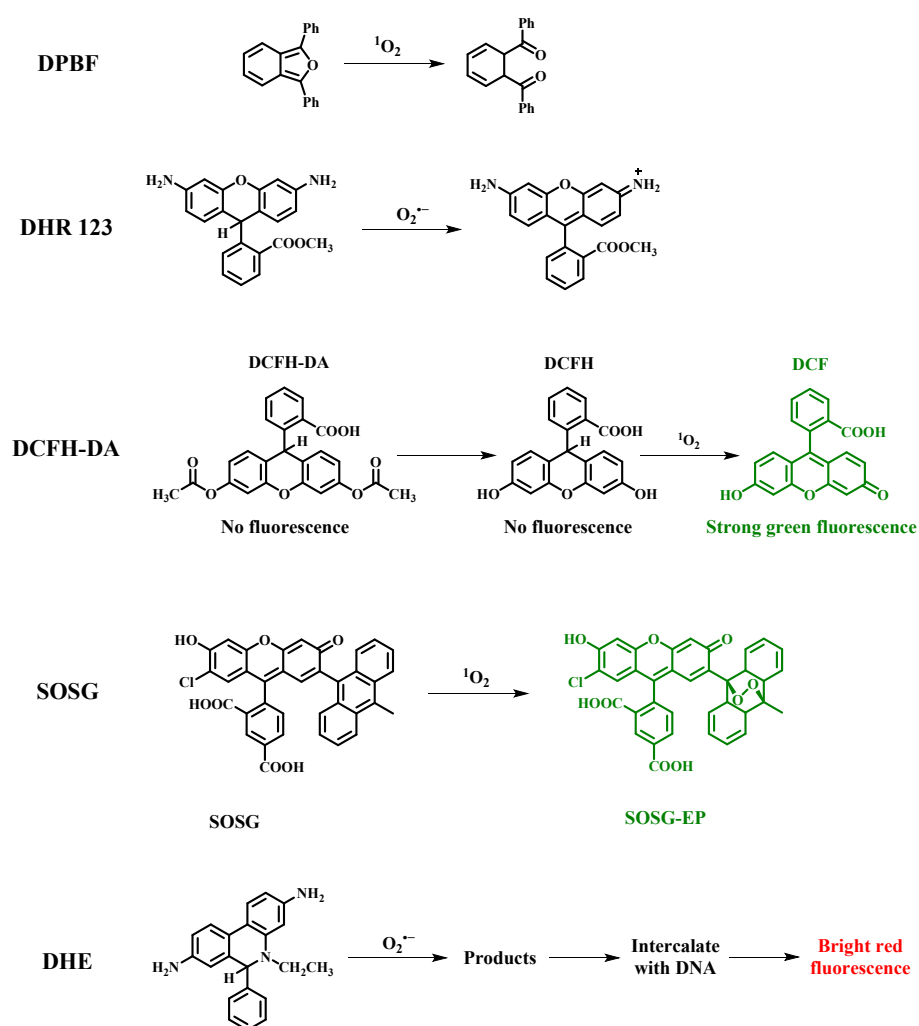 DPBF
Ph
O
Ph
¹O₂
Ph
O
O
Ph
DHR 123
H₂N
O
NH₂
H
COOCH₃
O₂•−
H₂N
O
+
NH₂
COOCH₃
DCFH-DA
DCFH-DA
COOH
H
O
H₃C
O
O
O
O
CH₃
No fluorescence
DCFH
COOH
H
HO
O
OH
No fluorescence
¹O₂
DCF
COOH
HO
O
O
Strong green fluorescence
SOSG
HO
O
O
Cl
HOOC
COOH
SOSG
¹O₂
HO
O
O
Cl
O
O
HOOC
COOH
SOSG-EP
DHE
NH₂
NH₂
N
H
CH₂CH₃
O₂•−
Products
Intercalate
with DNA
Bright red
fluorescence